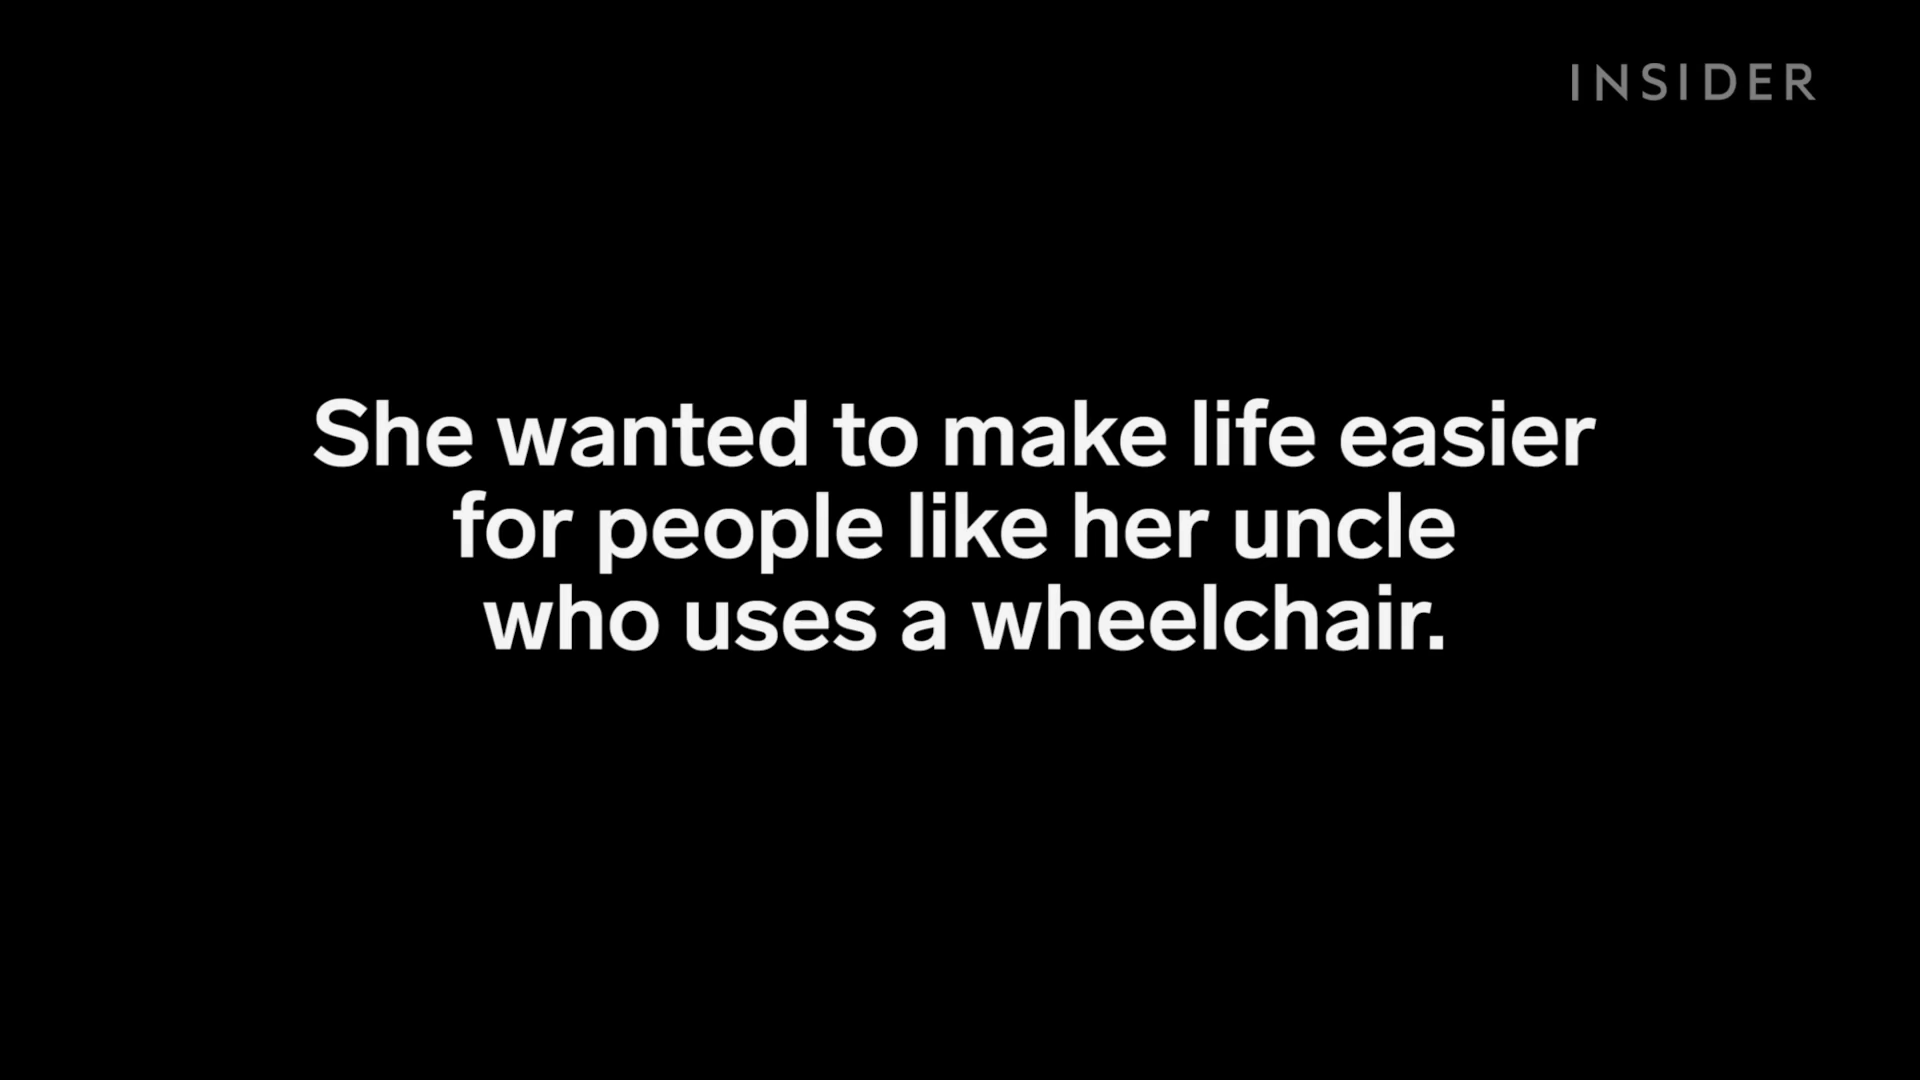 INSIDER
She wanted to make life easier
for people like her uncle
who uses a wheelchair.